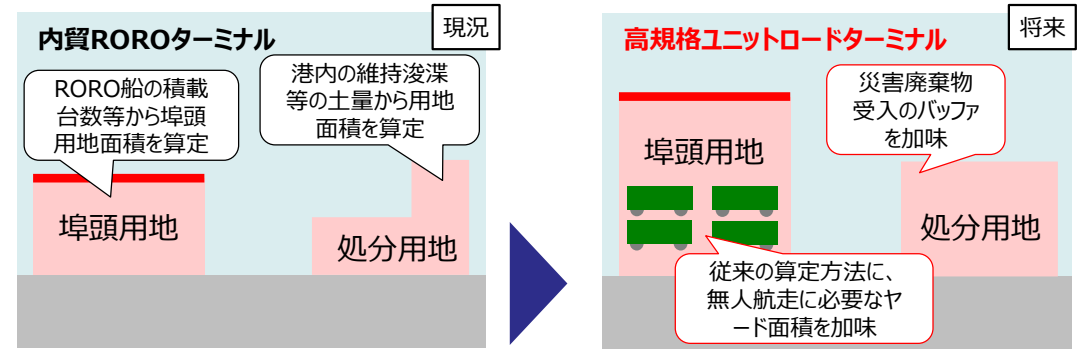 内貿ROROターミナル
現況
RORO船の積載
台数等から埠頭
用地面積を算定
港内の維持浚渫
等の土量から用地
面積を算定
埠頭用地
処分用地
高規格ユニットロードターミナル
将来
災害廃棄物
受入のバッファ
を加味
埠頭用地
処分用地
従来の算定方法に、
無人航走に必要なヤ
ード面積を加味